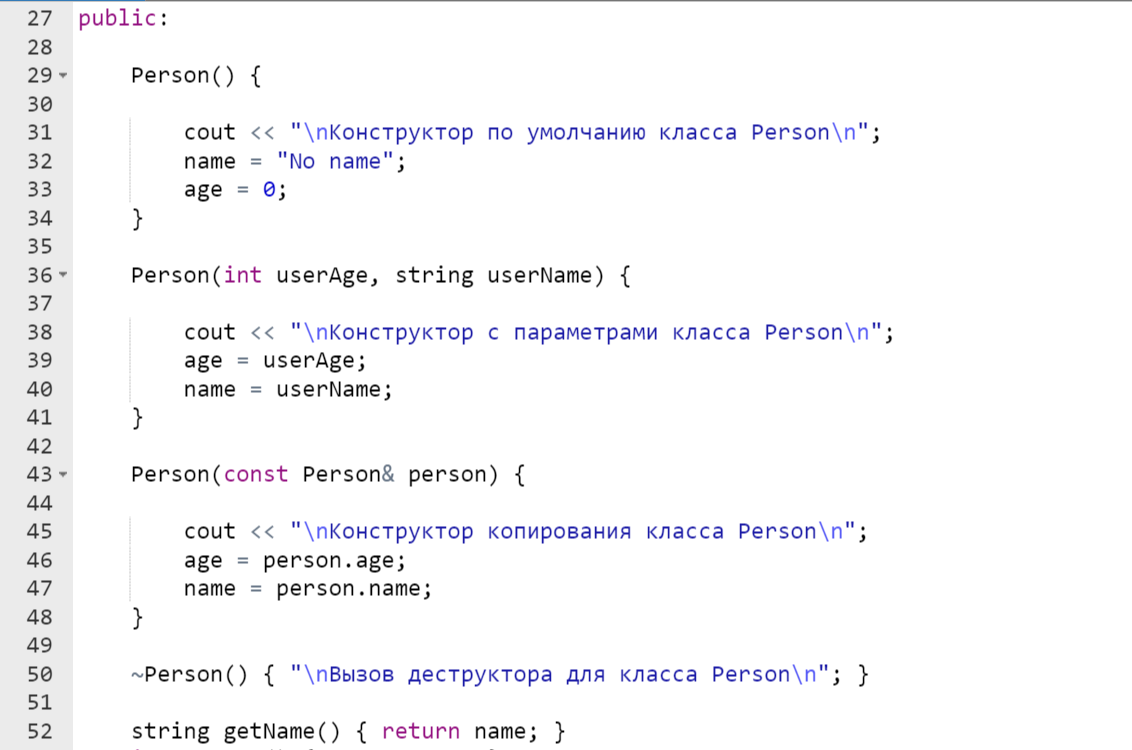 27 public:
28
29 Person() {
30
31 cout << "\nКонструктор по умолчанию класса Person\n";
32 name = "No name";
33 age = 0;
34 }
35
36 Person(int userAge, string userName) {
37
38 cout << "\nКонструктор с параметрами класса Person\n";
39 age = userAge;
40 name = userName;
41 }
42
43 Person(const Person& person) {
44
45 cout << "\nКонструктор копирования класса Person\n";
46 age = person.age;
47 name = person.name;
48 }
49
50 ~Person() { "\nВызов деструктора для класса Person\n"; }
51
52 string getName() { return name; }